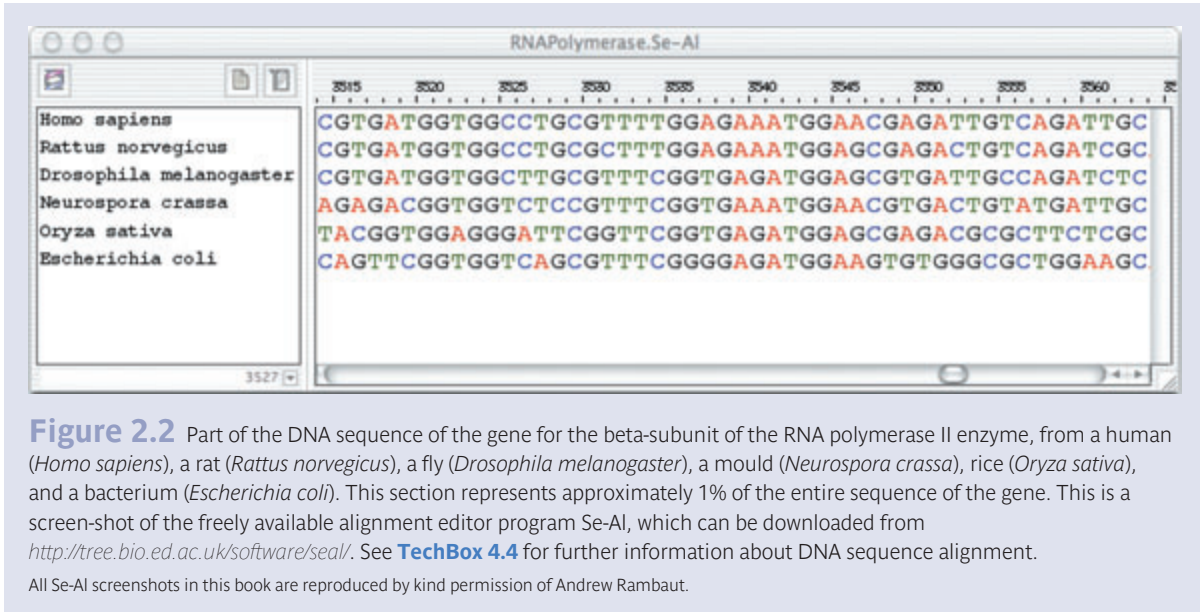 RNAPolymerase.Se-Al
3515 3520 3525 3530 3535 3540 3545 3550 3555 3560
Homo sapiens CGTGATGGTGGCCTGCGTTTTGGAGAAATGGAACGAGATTGTCAGATTGC
Rattus norvegicus CGTGATGGTGGCCTGCGCTTTGGAGAAATGGAGCGAGACTGTCAGATCGC
Drosophila melanogaster CGTGATGGTGGCTTGCGTTTCGGTGAGATGGAGCGTGATTGCCAGATCTC
Neurospora crassa AGAGACGGTGGTCTCCGTTTCGGTGAAATGGAACGTGACTGTATGATTGC
Oryza sativa TACGGTGGAGGGATTCGGTTCGGTGAGATGGAGCGAGACGCGCTTCTCGC
Escherichia coli CAGTTCGGTGGTCAGCGTTTCGGGGAGATGGAAGTGTGGGCGCTGGAAGC
3527
Figure 2.2 Part of the DNA sequence of the gene for the beta-subunit of the RNA polymerase II enzyme, from a human
(Homo sapiens), a rat (Rattus norvegicus), a fly (Drosophila melanogaster), a mould (Neurospora crassa), rice (Oryza sativa),
and a bacterium (Escherichia coli). This section represents approximately 1% of the entire sequence of the gene. This is a
screen-shot of the freely available alignment editor program Se-Al, which can be downloaded from
http://tree.bio.ed.ac.uk/software/seal/. See TechBox 4.4 for further information about DNA sequence alignment.
All Se-Al screenshots in this book are reproduced by kind permission of Andrew Rambaut.